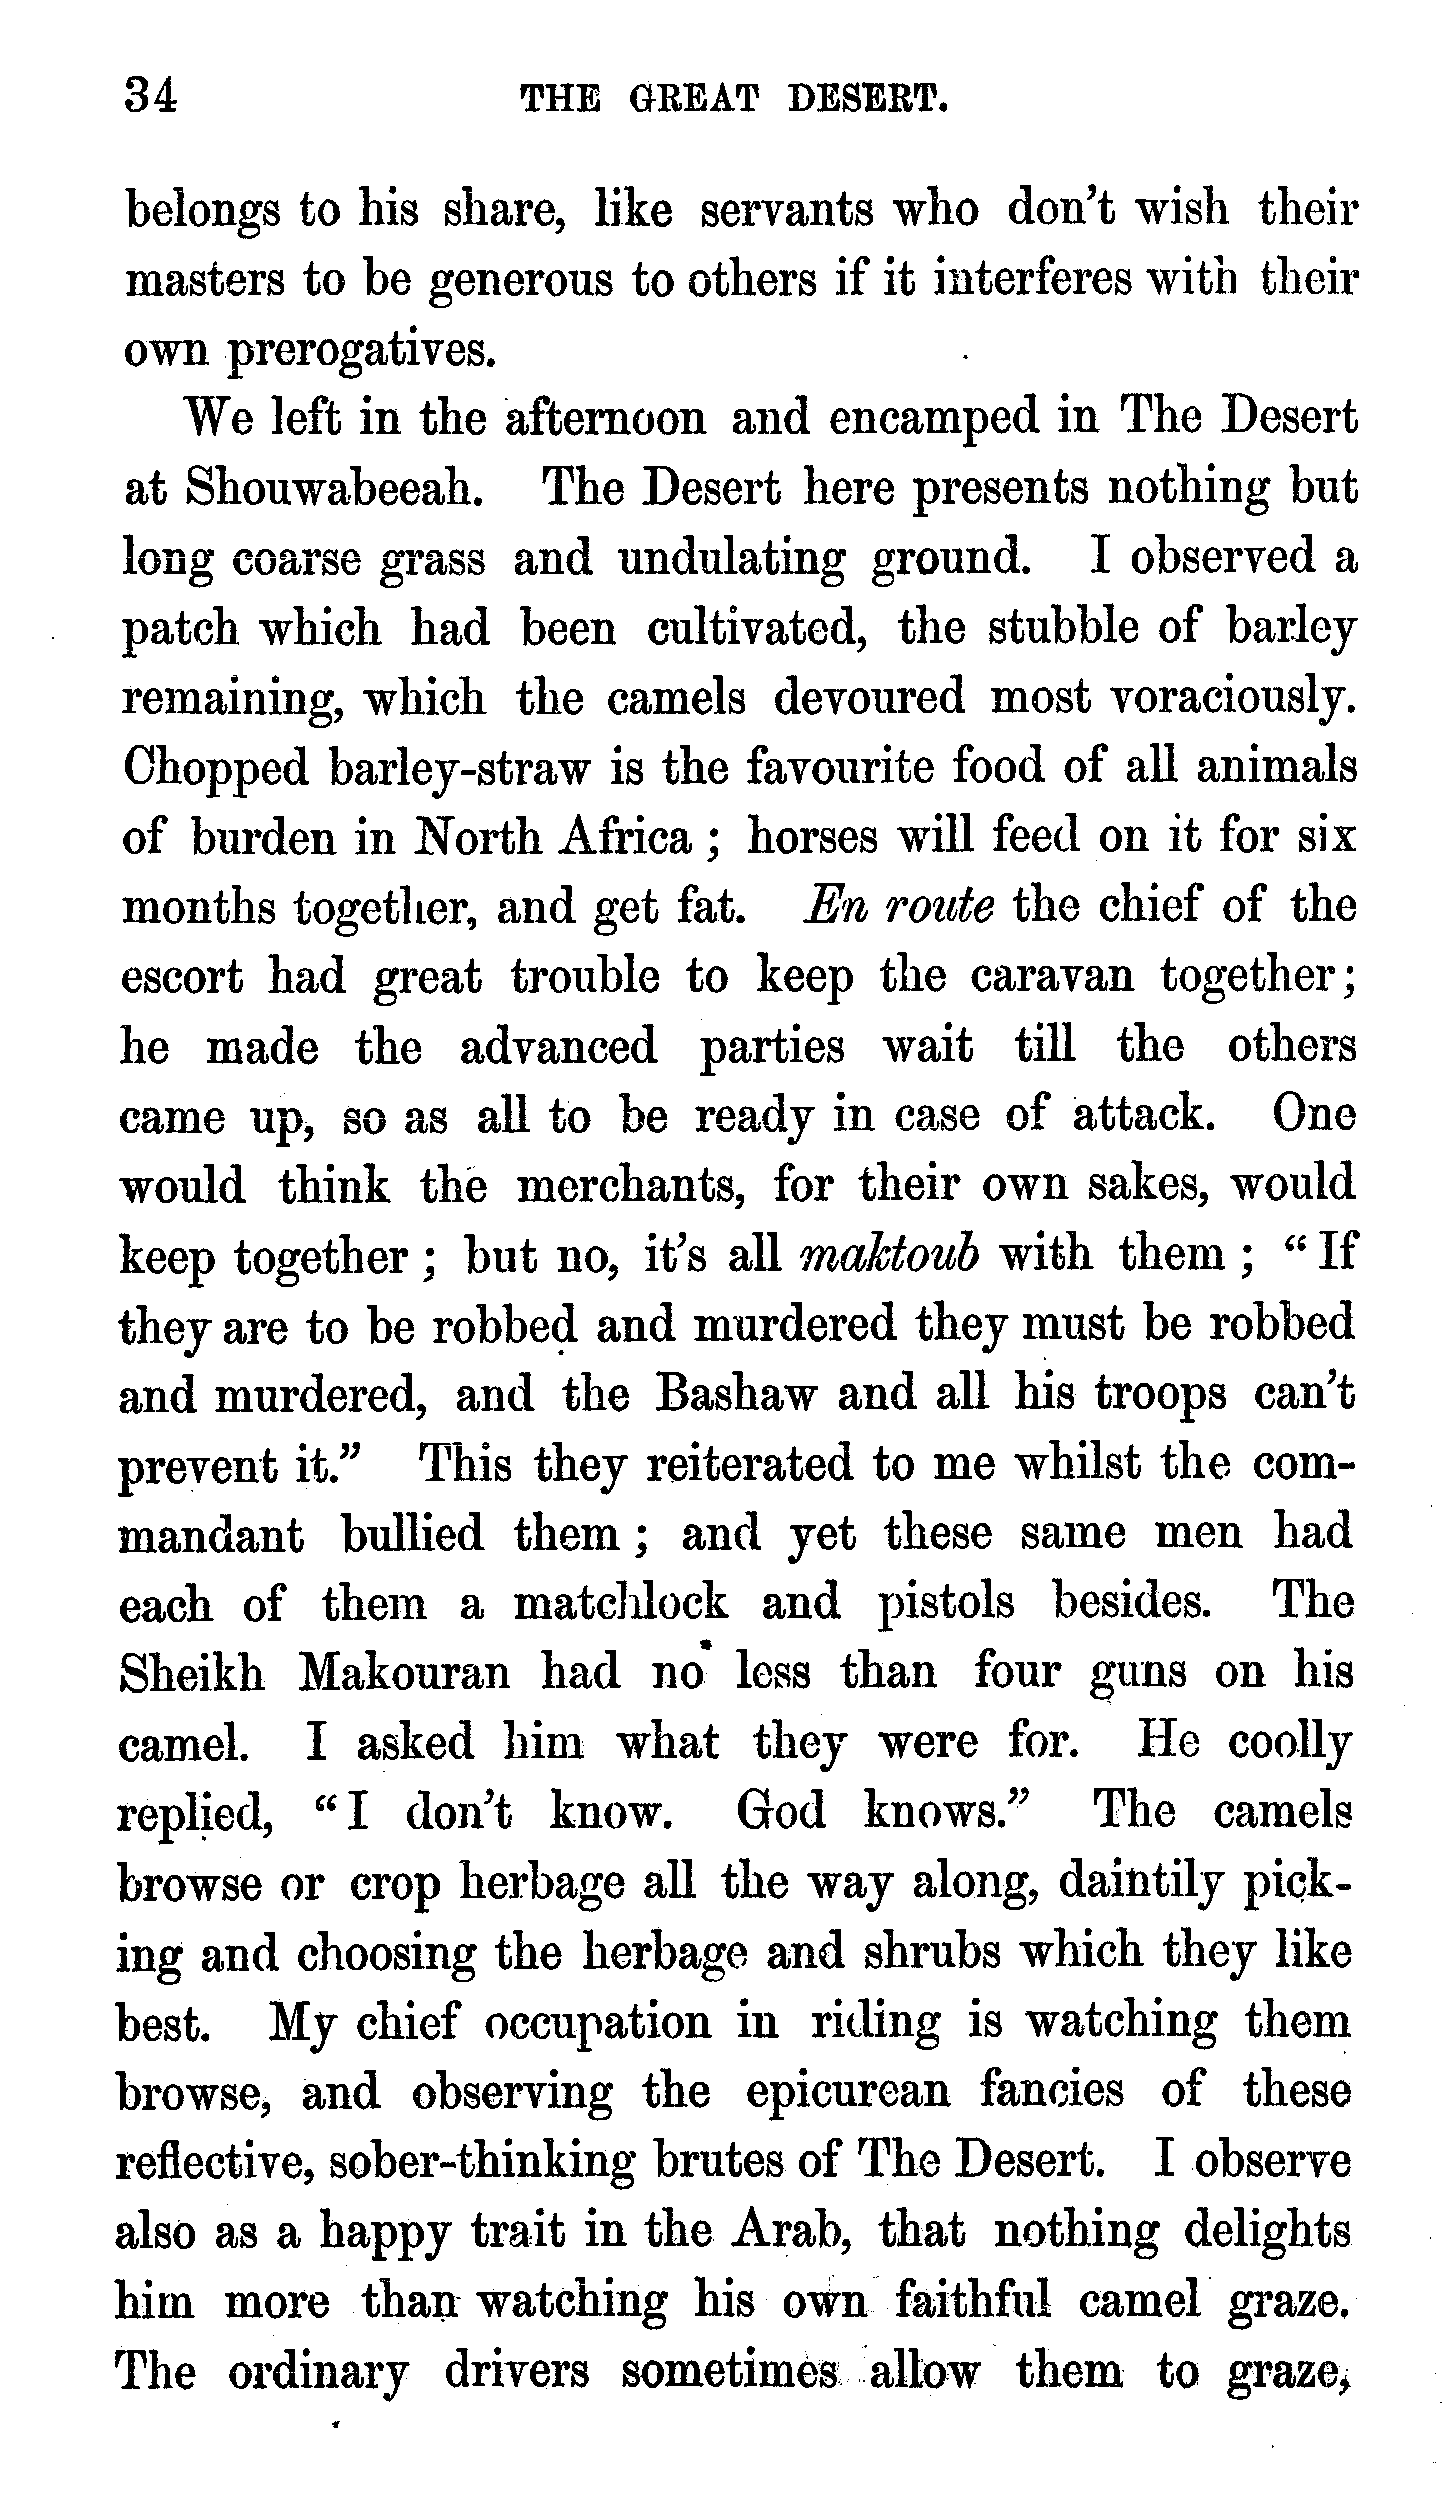 34 THE GREAT DESERT.
belongs to his share, like servants who don't wish their
masters to be generous to others if it interferes with their
own prerogatives.
We left in the afternoon and encamped in The Desert
at Shouwabeeah. The Desert here presents nothing but
long coarse grass and undulating ground. I observed a
patch which had been cultivated, the stubble of barley
remaining, which the camels devoured most voraciously.
Chopped barley-straw is the favourite food of all animals
of burden in North Africa ; horses will feed on it for six
months together, and get fat. En route the chief of the
escort had great trouble to keep the caravan together;
he made the advanced parties wait till the others
came up, so as all to be ready in case of attack. One
would think the merchants, for their own sakes, would
keep together ; but no, it's all maktoub with them ; “ If
they are to be robbed and murdered they must be robbed
and murdered, and the Bashaw and all his troops can't
prevent it.” This they reiterated to me whilst the com-
mandant bullied them ; and yet these same men had
each of them a matchlock and pistols besides. The
Sheikh Makouran had no less than four guns on his
camel. I asked him what they were for. He coolly
replied, “ I don't know. God knows.” The camels
browse or crop herbage all the way along, daintily pick-
ing and choosing the herbage and shrubs which they like
best. My chief occupation in riding is watching them
browse, and observing the epicurean fancies of these
reflective, sober-thinking brutes of The Desert. I observe
also as a happy trait in the Arab, that nothing delights
him more than watching his own faithful camel graze.
The ordinary drivers sometimes allow them to graze,